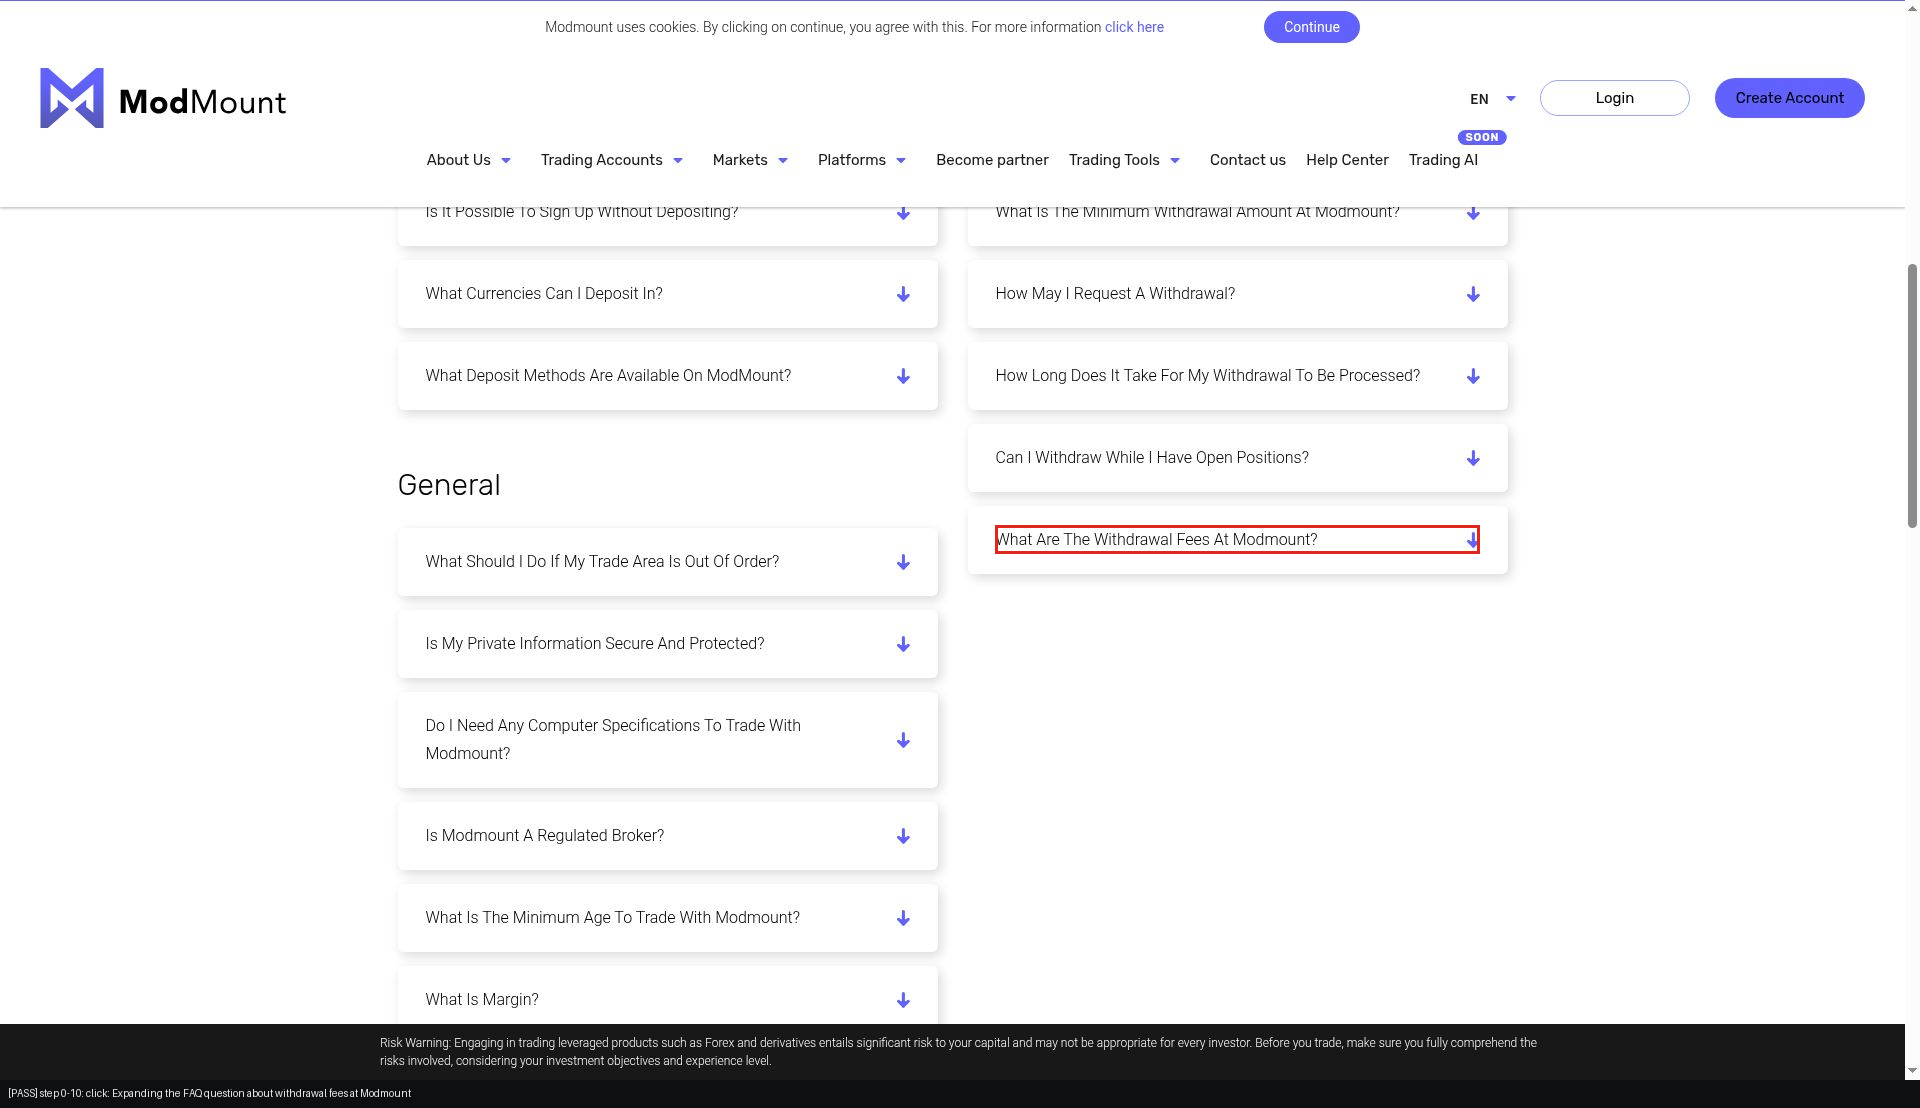 Modmount uses cookies. By clicking on continue, you agree with this. For more information click here
Continue
ModMount
EN
Login
Create Account
SOON
About Us
Trading Accounts
Markets
Platforms
Become partner
Trading Tools
Contact us
Help Center
Trading AI
Is It Possible To Sign Up Without Depositing?
What Currencies Can I Deposit In?
What Deposit Methods Are Available On ModMount?
General
What Should I Do If My Trade Area Is Out Of Order?
Is My Private Information Secure And Protected?
Do I Need Any Computer Specifications To Trade With
Modmount?
Is Modmount A Regulated Broker?
What Is The Minimum Age To Trade With Modmount?
What Is Margin?
What Is The Minimum Withdrawal Amount At Modmount?
How May I Request A Withdrawal?
How Long Does It Take For My Withdrawal To Be Processed?
Can I Withdraw While I Have Open Positions?
What Are The Withdrawal Fees At Modmount?
Risk Warning: Engaging in trading leveraged products such as Forex and derivatives entails significant risk to your capital and may not be appropriate for every investor. Before you trade, make sure you fully comprehend the
risks involved, considering your investment objectives and experience level.
[PASS] step 0-10: click: Expanding the FAQ question about withdrawal fees at Modmount